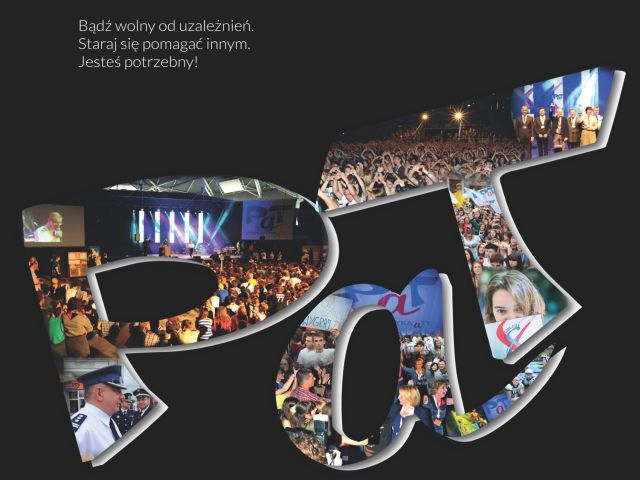 Bądź wolny od uzależnień.
Staraj się pomagać innym.
Jesteś potrzebny!
PaT